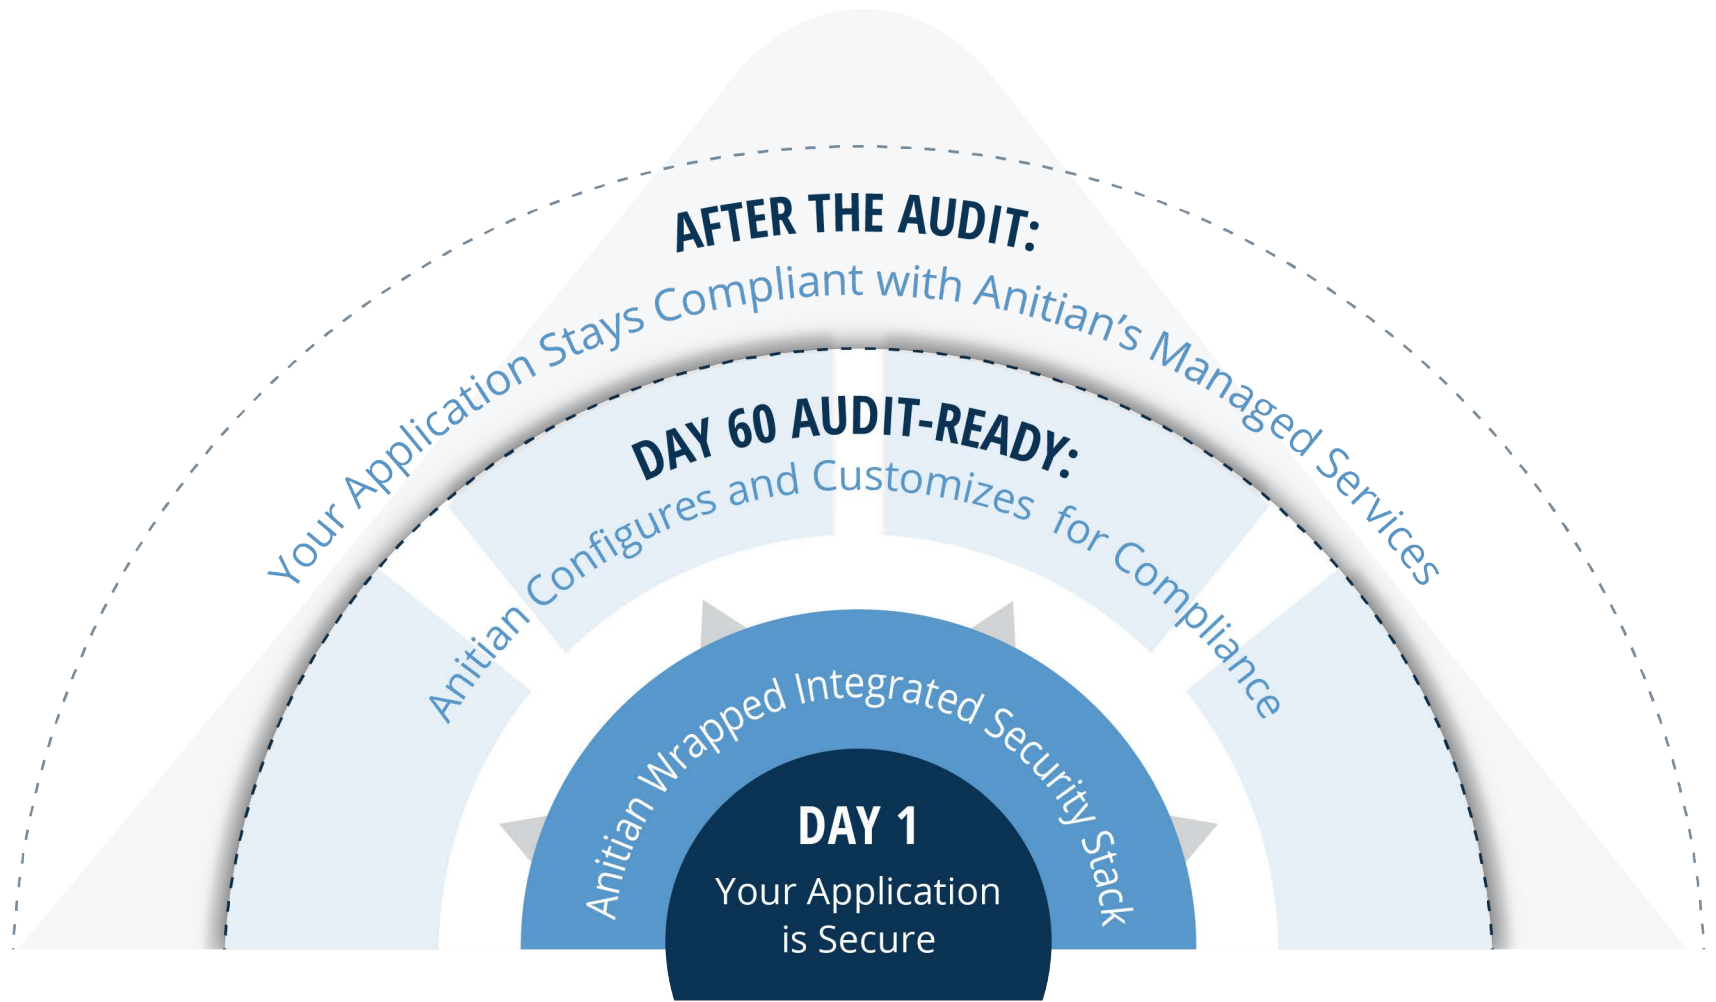 AFTER THE AUDIT:
Your Application Stays Compliant with Anitian’s Managed Services
DAY 60 AUDIT-READY:
Anitian Configures and Customizes for Compliance
Anitian Wrapped Integrated Security Stack
DAY 1
Your Application
is Secure